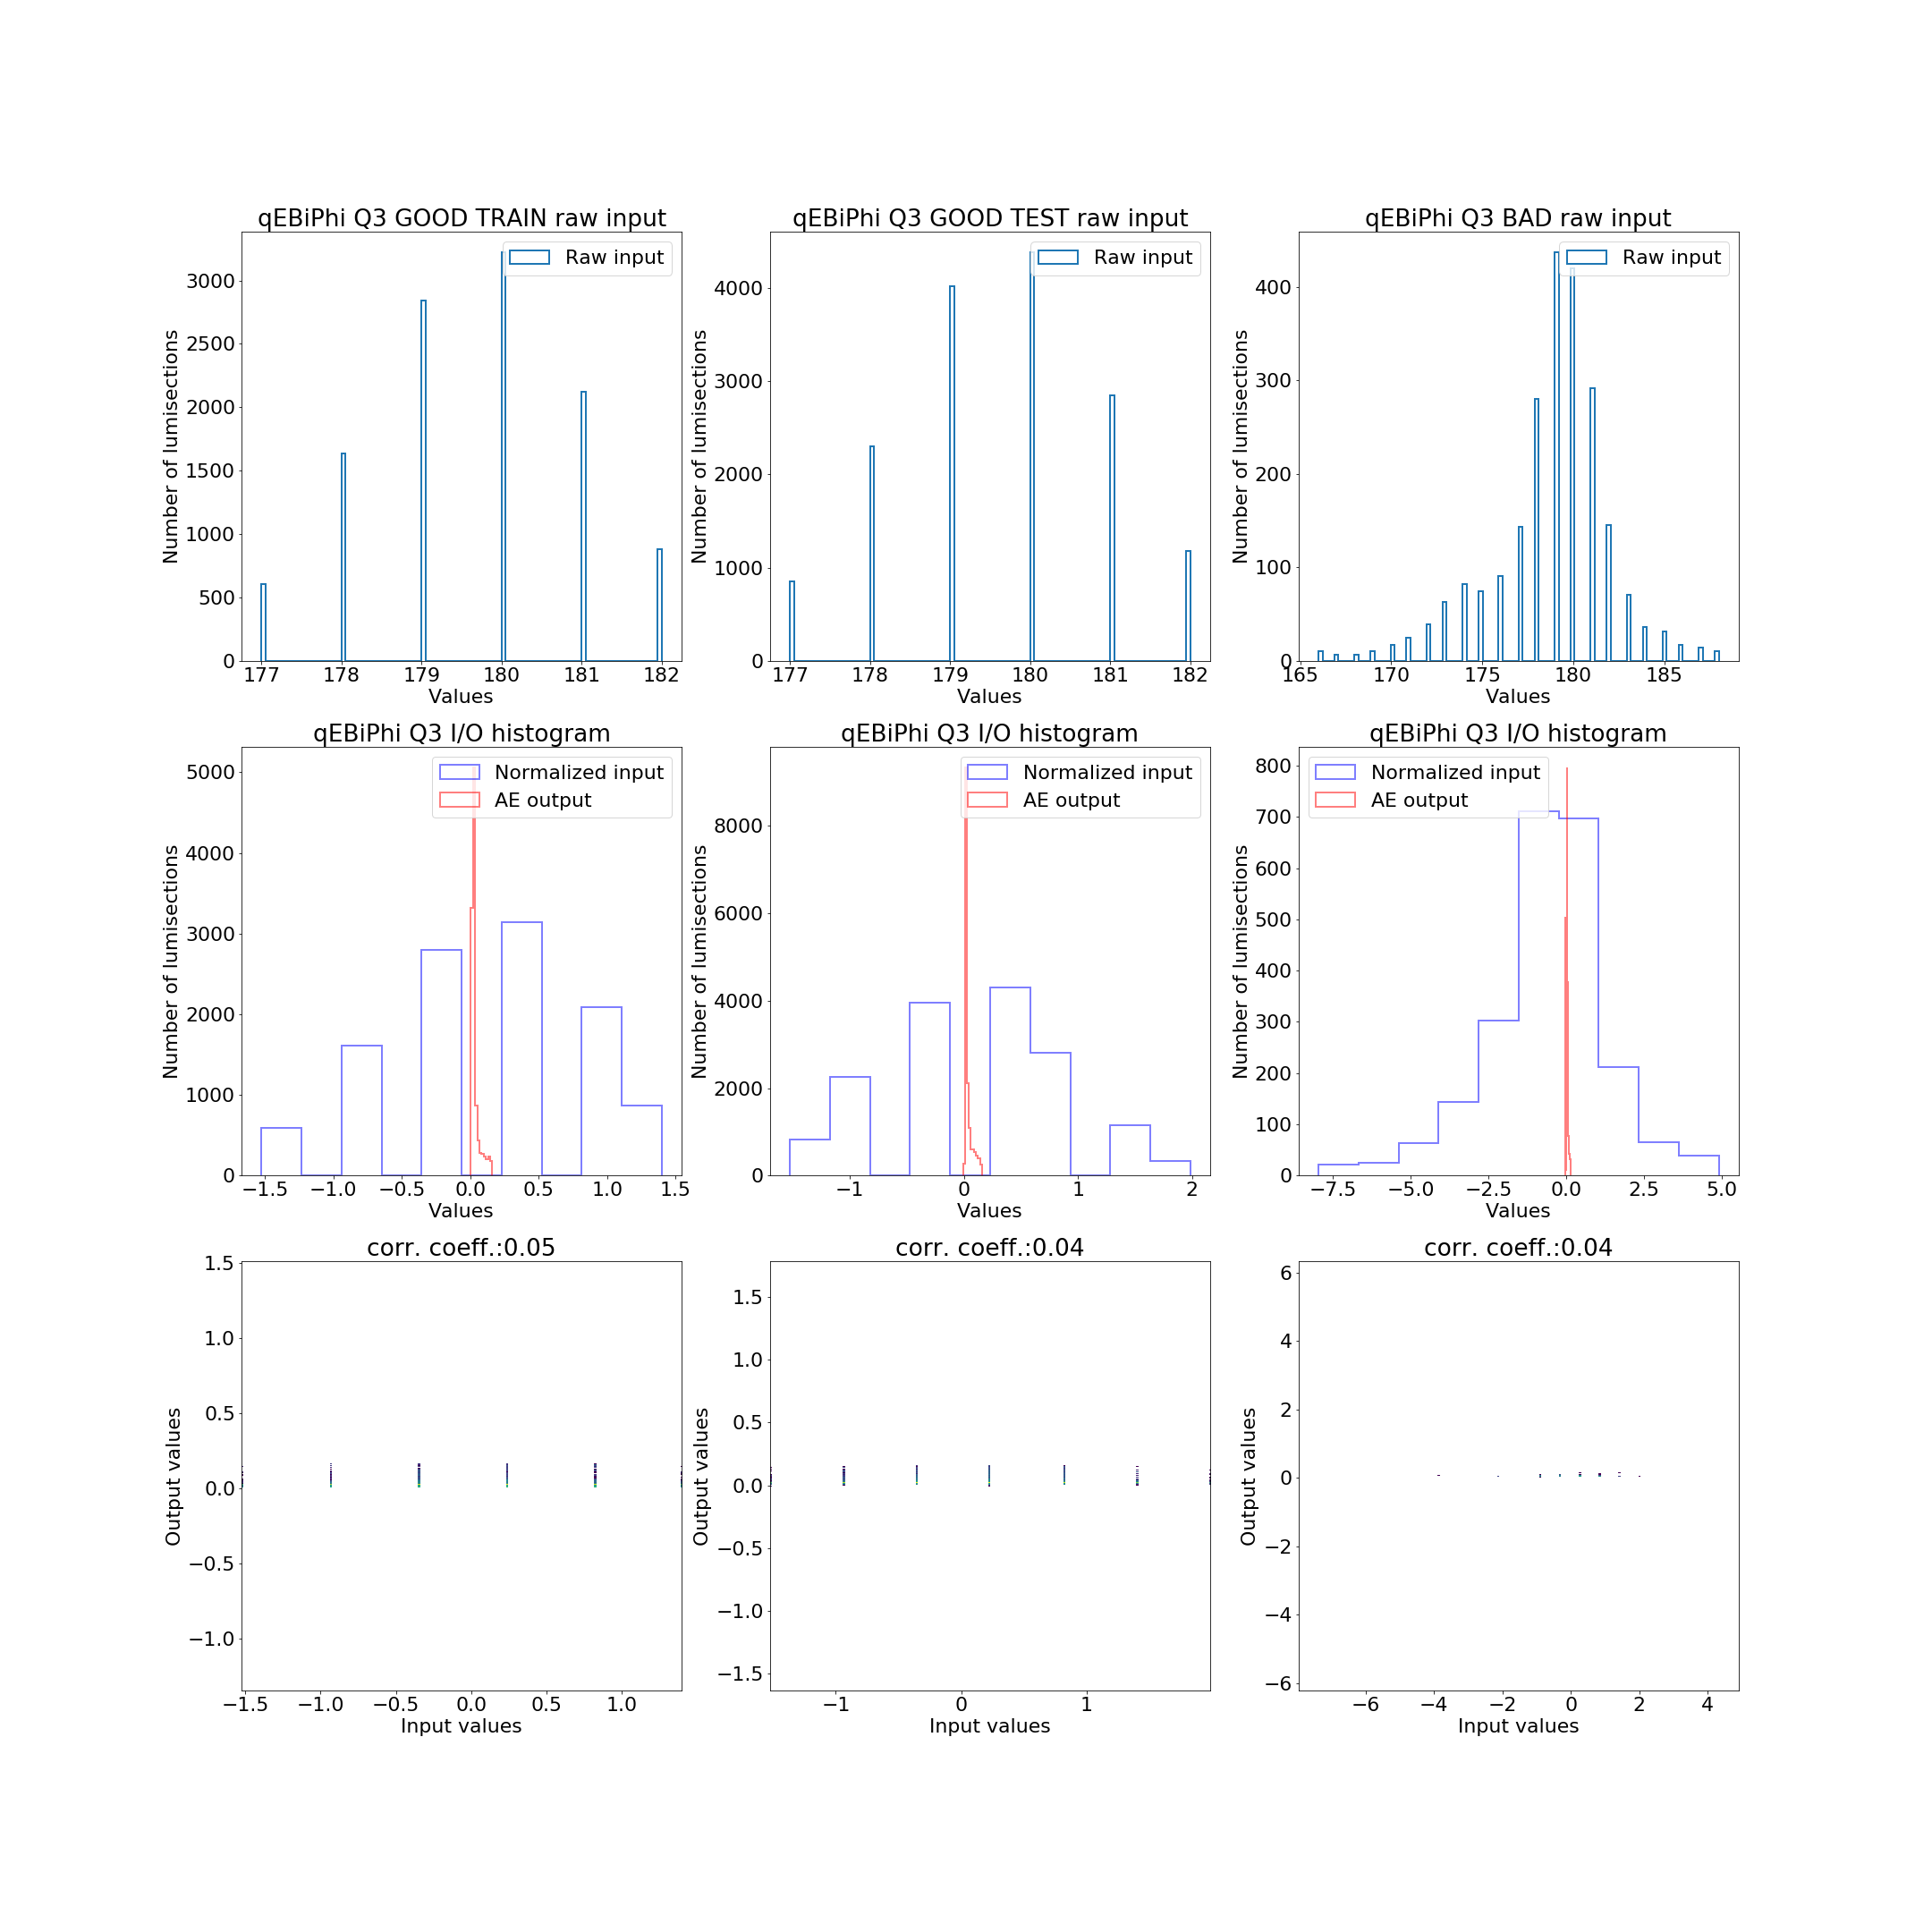 qEBiPhi Q3 GOOD TRAIN raw input
Raw input
3000
2500
2000
1500
1000
500
0
Number of lumisections
177 178 179 180 181 182
Values
qEBiPhi Q3 GOOD TEST raw input
Raw input
4000
3000
2000
1000
0
Number of lumisections
177 178 179 180 181 182
Values
qEBiPhi Q3 BAD raw input
Raw input
400
300
200
100
0
Number of lumisections
165 170 175 180 185
Values
qEBiPhi Q3 I/O histogram
Normalized input
AE output
5000
4000
3000
2000
1000
0
Number of lumisections
−1.5 −1.0 −0.5 0.0 0.5 1.0 1.5
Values
qEBiPhi Q3 I/O histogram
Normalized input
AE output
8000
6000
4000
2000
0
Number of lumisections
−1 0 1 2
Values
qEBiPhi Q3 I/O histogram
Normalized input
AE output
800
700
600
500
400
300
200
100
0
Number of lumisections
−7.5 −5.0 −2.5 0.0 2.5 5.0
Values
corr. coeff.:0.05
1.5
1.0
0.5
0.0
−0.5
−1.0
Output values
−1.5 −1.0 −0.5 0.0 0.5 1.0
Input values
corr. coeff.:0.04
1.5
1.0
0.5
0.0
−0.5
−1.0
−1.5
Output values
−1 0 1
Input values
corr. coeff.:0.04
6
4
2
0
−2
−4
−6
Output values
−6 −4 −2 0 2 4
Input values